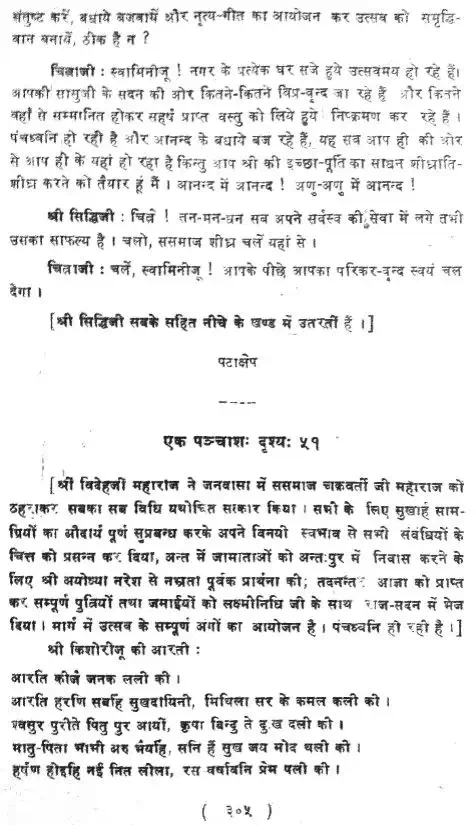 संतुष्ट करें, बधाये बजवायें और नृत्य-गीत का आयोजन कर उत्सव को समृद्धि-
वान बनायें, ठीक है न ?
चित्राजी : स्वामिनीजू ! नगर के प्रत्येक घर सजे हुये उत्सवमय हो रहे हैं।
आपकी सासुजी के सदन की ओर कितने-कितने विप्र-वृन्द जा रहे हैं और कितने
वहाँ से सम्मानित होकर सहर्ष प्राप्त वस्तु को लिये हुये निष्क्रमण कर रहे हैं।
पंचध्वनि हो रही है और आनन्द के बधाये बज रहे हैं, यह सब आप ही की ओर
से आप ही के यहां हो रहा है किन्तु आप श्री की इच्छा-पूर्ति का साधन शीघ्राति-
शीघ्र करने को तैयार हूं मैं । आनन्द में आनन्द ! अणु-अणु में आनन्द !
श्री सिद्धिजी : चित्रे ! तन-मन-धन सब अपने सर्वस्व की सेवा में लगे तभी
उसका साफल्य है । चलो, ससमाज शीघ्र चलें यहां से ।
चित्राजी : चलें, स्वामिनीजू ! आपके पीछे आपका परिकर-वृन्द स्वयं चल
देगा ।
[श्री सिद्धिजी सबके सहित नीचे के खण्ड में उतरतीं हैं ।]
पटाक्षेप
-----
एक पञ्चाशः दृश्यः ५१
[श्री विदेहजी महाराज ने जनवासा में ससमाज चक्रवर्ती जी महाराज को
ठहराकर सबका सब विधि यथोचित सत्कार किया । सभी के लिए सुखार्ह साम-
ग्रियों का औदार्य पूर्ण सुप्रबन्ध करके अपने विनयी स्वभाव से सभी संबंधियों के
चित्त को प्रसन्न कर दिया, अन्त में जामाताओं को अन्तःपुर में निवास करने के
लिए श्री अयोध्या नरेश से नम्रता पूर्वक प्रार्थना की; तदनन्तर आज्ञा को प्राप्त
कर सम्पूर्ण पुत्रियों तथा जमाईयों को लक्ष्मीनिधि जी के साथ राज-सदन में भेज
दिया । मार्ग में उत्सव के सम्पूर्ण अंगों का आयोजन है । पंचध्वनि हो रही है ।]
श्री किशोरीजू की आरती :
आरति कीजै जनक लली की ।
आरति हरणि सबहि सुखदायिनी, मिथिला सर के कमल कली की ।
श्वसुर पुरीते पितु पुर आयीं, कृपा बिन्दु ते दुख दली की ।
मातु-पिता भाभी अरु भैयहि, सनि हैं सुख जय मोद थली की ।
हर्षण होइहि नई नित लीला, रस वर्षावनि प्रेम पली की ।
( ३०५ )